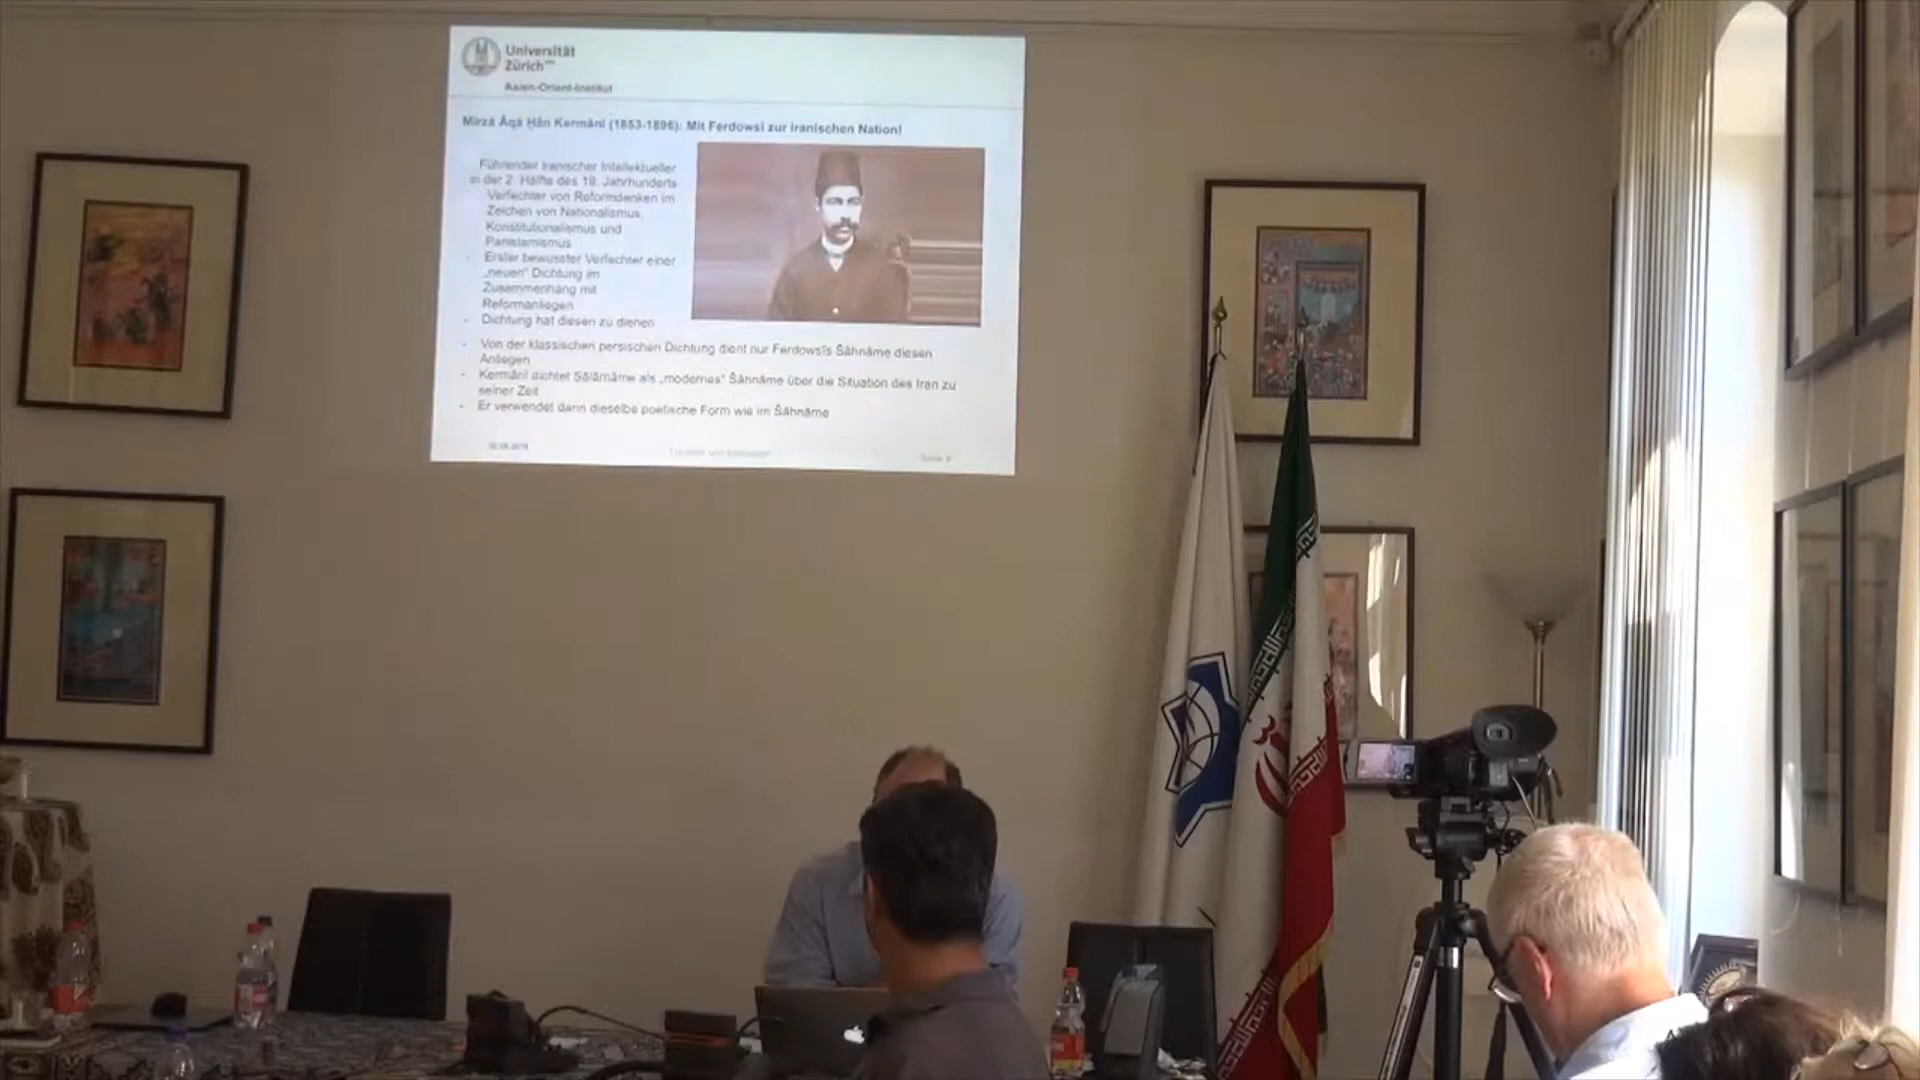 Universität
Zürich
Asien-Orient-Institut
Mirzā Āqā Ḫān Kermānī (1853-1896): Mit Ferdowsī zur iranischen Nation!
Führender iranischer Intellektueller
in der 2. Hälfte des 19. Jahrhunderts
Verfechter von Reformdenken im
Zeichen von Nationalismus,
Konstitutionalismus und
Panislamismus
- Erster bewusster Verfechter einer
„neuen" Dichtung im
Zusammenhang mit
Reformanliegen
- Dichtung hat diesen zu dienen
- Von der klassischen persischen Dichtung dient nur Ferdowsīs Šāhnāme diesen
Anliegen
- Kermānī dichtet Sālārnāme als „modernes" Šāhnāme über die Situation des Iran zu
seiner Zeit
- Er verwendet darin dieselbe poetische Form wie im Šāhnāme
Seite